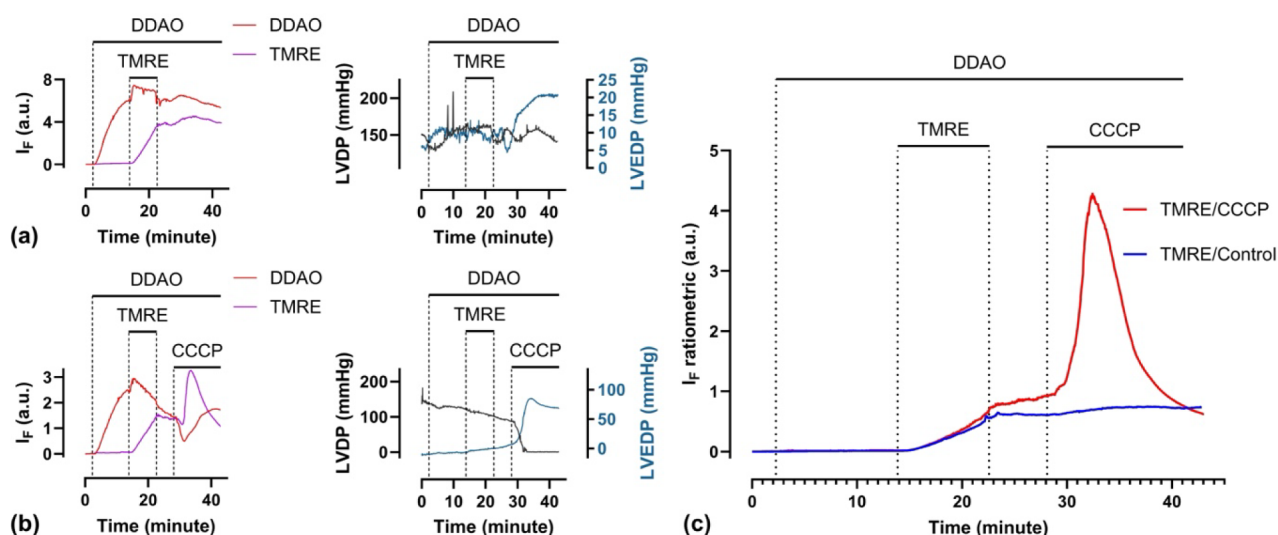 DDAO
DDAO
TMRE
TMRE
8
4
0
I_F (a.u.)
0 20 40
Time (minute)
(a)
DDAO
TMRE
200
150
LVDP (mmHg)
25
20
15
10
5
0
LVEDP (mmHg)
0 10 20 30 40
Time (minute)
DDAO
DDAO
TMRE
TMRE
CCCP
3
2
1
0
I_F (a.u.)
0 20 40
Time (minute)
(b)
DDAO
TMRE
CCCP
200
100
0
LVDP (mmHg)
100
50
0
LVEDP (mmHg)
0 10 20 30 40
Time (minute)
DDAO
TMRE
CCCP
5
4
3
2
1
0
I_F ratiometric (a.u.)
TMRE/CCCP
TMRE/Control
0 10 20 30 40
Time (minute)
(c)